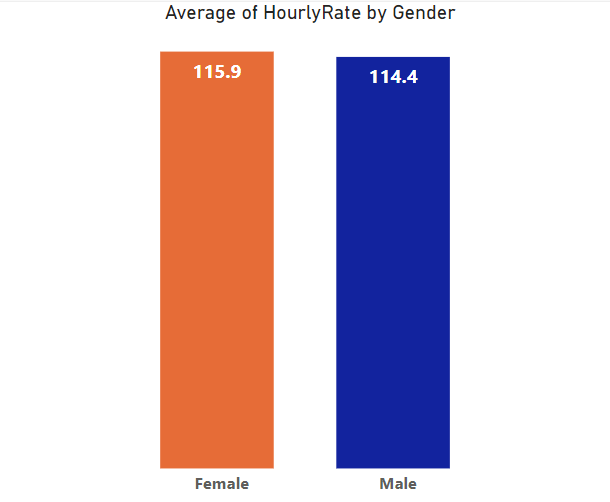 Average of HourlyRate by Gender
115.9
114.4
Female
Male